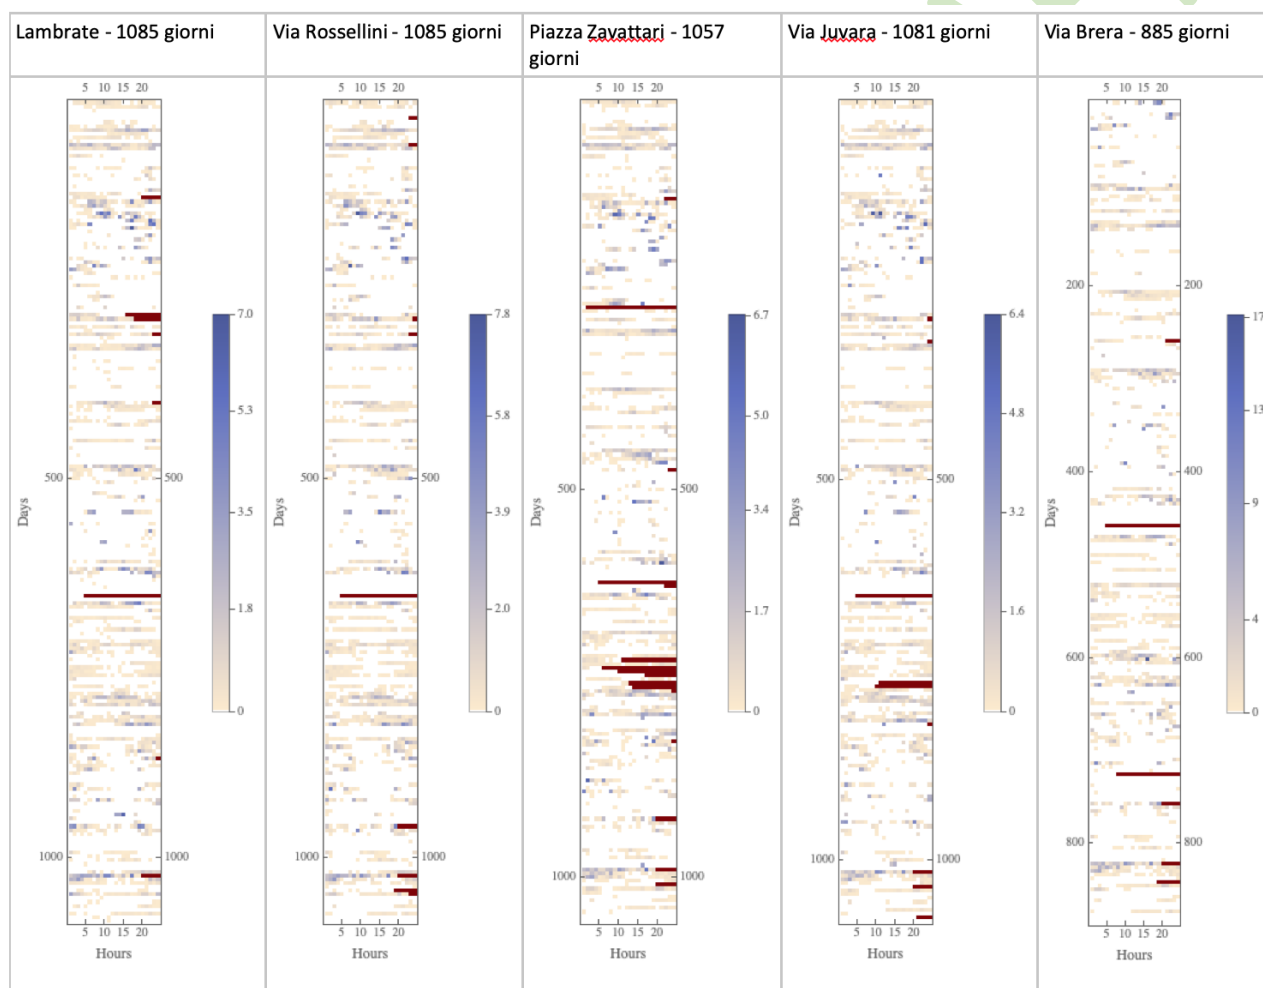 Lambrate - 1085 giorni
Via Rossellini - 1085 giorni
Piazza Zavattari - 1057
giorni
Via Juvara - 1081 giorni
Via Brera - 885 giorni
5 10 15 20
5 10 15 20
5 10 15 20
5 10 15 20
5 10 15 20
200 200
7.0
7.8
6.7
6.4
17
5.3
5.8
5.0
4.8
13
400 400
500 500
500 500
500 500
500 500
Days
Days
Days
Days
Days
3.5
3.9
3.4
3.2
9
1.8
2.0
1.7
1.6
4
600 600
0
0
0
0
0
800 800
1000 1000
1000 1000
1000 1000
1000 1000
5 10 15 20
5 10 15 20
5 10 15 20
5 10 15 20
5 10 15 20
Hours
Hours
Hours
Hours
Hours